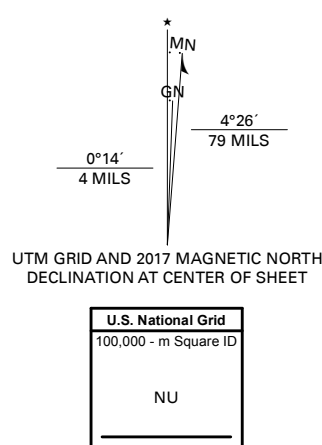 ★
MN
GN
4°26´
79 MILS
0°14´
4 MILS
UTM GRID AND 2017 MAGNETIC NORTH
DECLINATION AT CENTER OF SHEET
U.S. National Grid
100,000 - m Square ID
NU